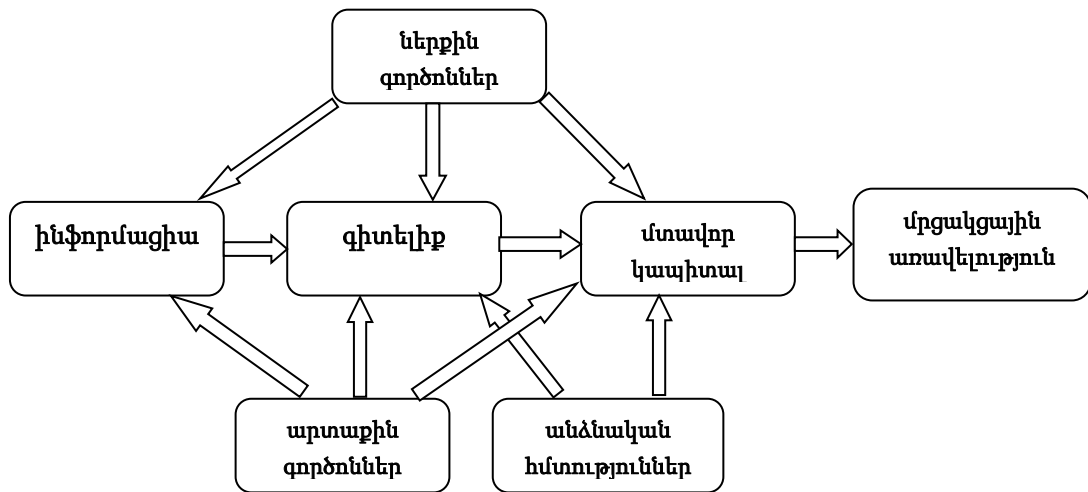 ներքին
գործոններ
ինֆորմացիա
գիտելիք
մտավոր
կապիտալ
մրցակցային
առավելություն
արտաքին
գործոններ
անձնական
հմտություններ